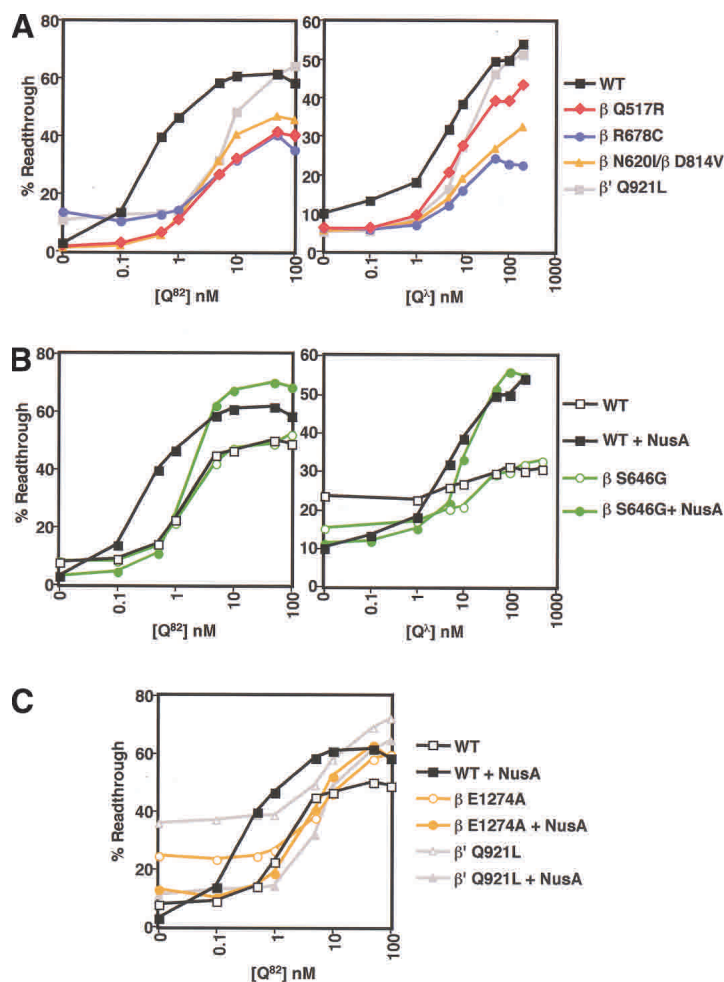 A
% Readthrough
80
60
40
20
0
0
0.1
1
10
100
[Q⁸²] nM
60
50
40
30
20
10
0
0
0.1
1
10
100
1000
[Q^λ] nM
WT
β Q517R
β R678C
β N620I/β D814V
β' Q921L
B
% Readthrough
80
60
40
20
0
0
0.1
1
10
100
[Q⁸²] nM
60
50
40
30
20
10
0
0
0.1
1
10
100
1000
[Q^λ] nM
WT
WT + NusA
β S646G
β S646G+ NusA
C
% Readthrough
80
60
40
20
0
0
0.1
1
10
100
[Q⁸²] nM
WT
WT + NusA
β E1274A
β E1274A + NusA
β' Q921L
β' Q921L + NusA